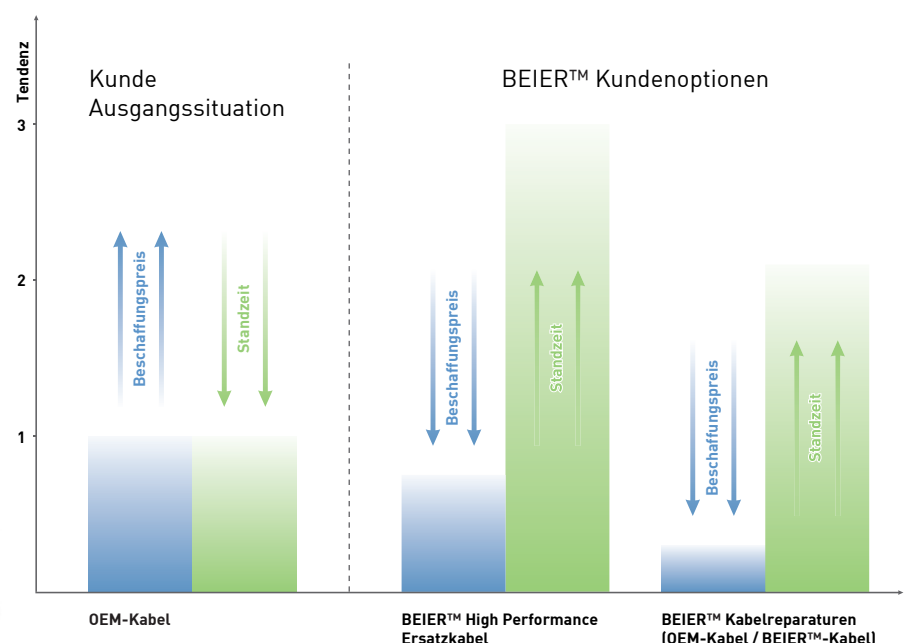 Tendenz
Kunde
Ausgangssituation
BEIER™ Kundenoptionen
3
2
1
Beschaffungspreis
Standzeit
Beschaffungspreis
Standzeit
Beschaffungspreis
Standzeit
OEM-Kabel
BEIER™ High Performance
Ersatzkabel
BEIER™ Kabelreparaturen
(OEM-Kabel / BEIER™-Kabel)